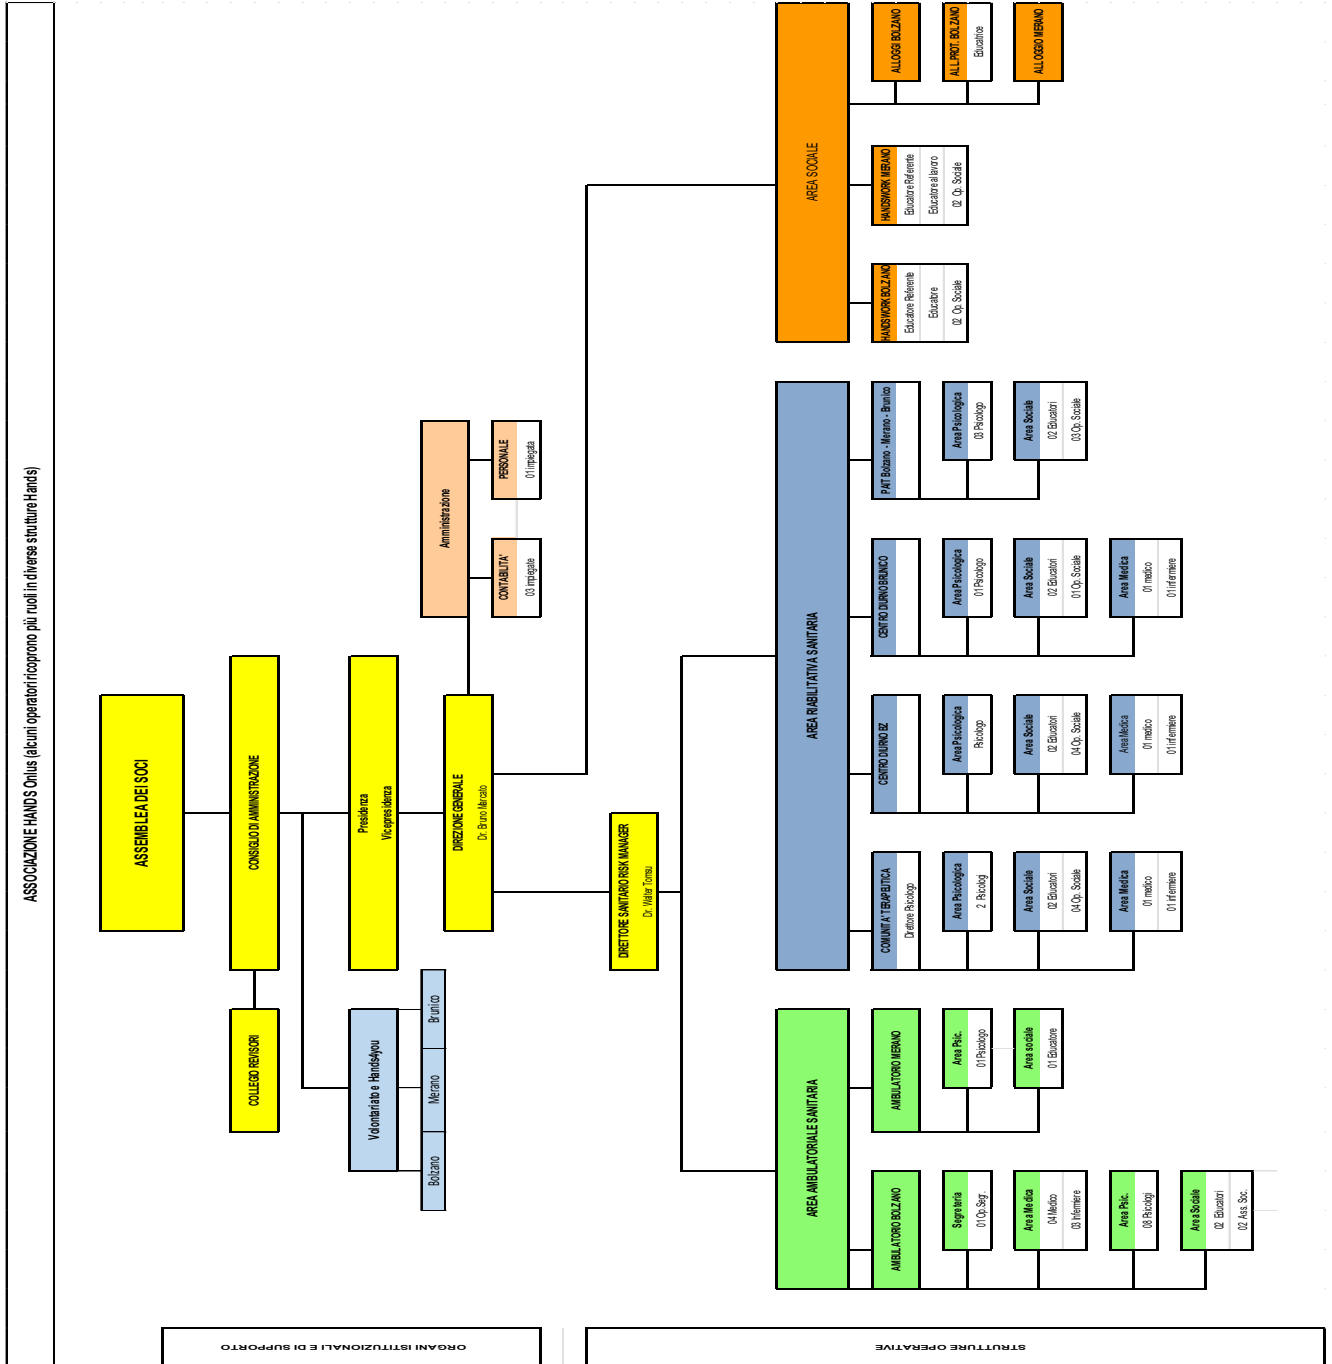 ASSOCIAZIONE HANDS Onlus (alcuni operatori ricoprono più ruoli in diverse strutture Hands)
ORGANI ISTITUZIONALI E DI SUPPORTO
ASSEMBLEA DEI SOCI
COLLEGIO REVISORI
CONSIGLIO DI AMMINISTRAZIONE
Volontariato e Hands4you
Bolzano
Merano
Brunico
Presidenza
Vicepresidenza
DIREZIONE GENERALE
Dr. Bruno Marcato
Amministrazione
CONTABILITA'
03 impiegate
PERSONALE
01 impiegata
STRUTTURE OPERATIVE
DIRETTORE SANITARIO RISK MANAGER
Dr. Walter Tomsu
AREA AMBULATORIALE SANITARIA
AMBULATORIO BOLZANO
Segreteria
01 Op.Segr.
Area Medica
04 Medico
03 Infermiere
Area Psic.
08 Psicologi
Area Sociale
02 Educatori
02 Ass. Soc.
AMBULATORIO MERANO
Area Psic.
01 Psicologo
Area sociale
01 Educatore
AREA RIABILITATIVA SANITARIA
COMUNITA' TERAPEUTICA
Direttore Psicologo
Area Psicologica
2 Psicologi
Area Sociale
02 Educatori
04 Op. Sociale
Area Medica
01 medico
01 infermiere
CENTRO DIURNO BZ
Area Psicologica
Psicologo
Area Sociale
02 Educatori
04 Op. Sociale
Area Medica
01 medico
01 infermiere
CENTRO DIURNO BRUNICO
Area Psicologica
01 Psicologo
Area Sociale
02 Educatori
01 Op. Sociale
Area Medica
01 medico
01 infermiere
PAIT Bolzano - Merano - Brunico
Area Psicologica
03 Psicologo
Area Sociale
02 Educatori
03 Op. Sociale
AREA SOCIALE
HANDSWORK BOLZANO
Educatore Referente
Educatore
02 Op. Sociale
HANDSWORK MERANO
Educatore Referente
Educatore al lavoro
02 Op. Sociale
ALLOGGI BOLZANO
ALL.PROT. BOLZANO
Educatrice
ALLOGGIO MERANO